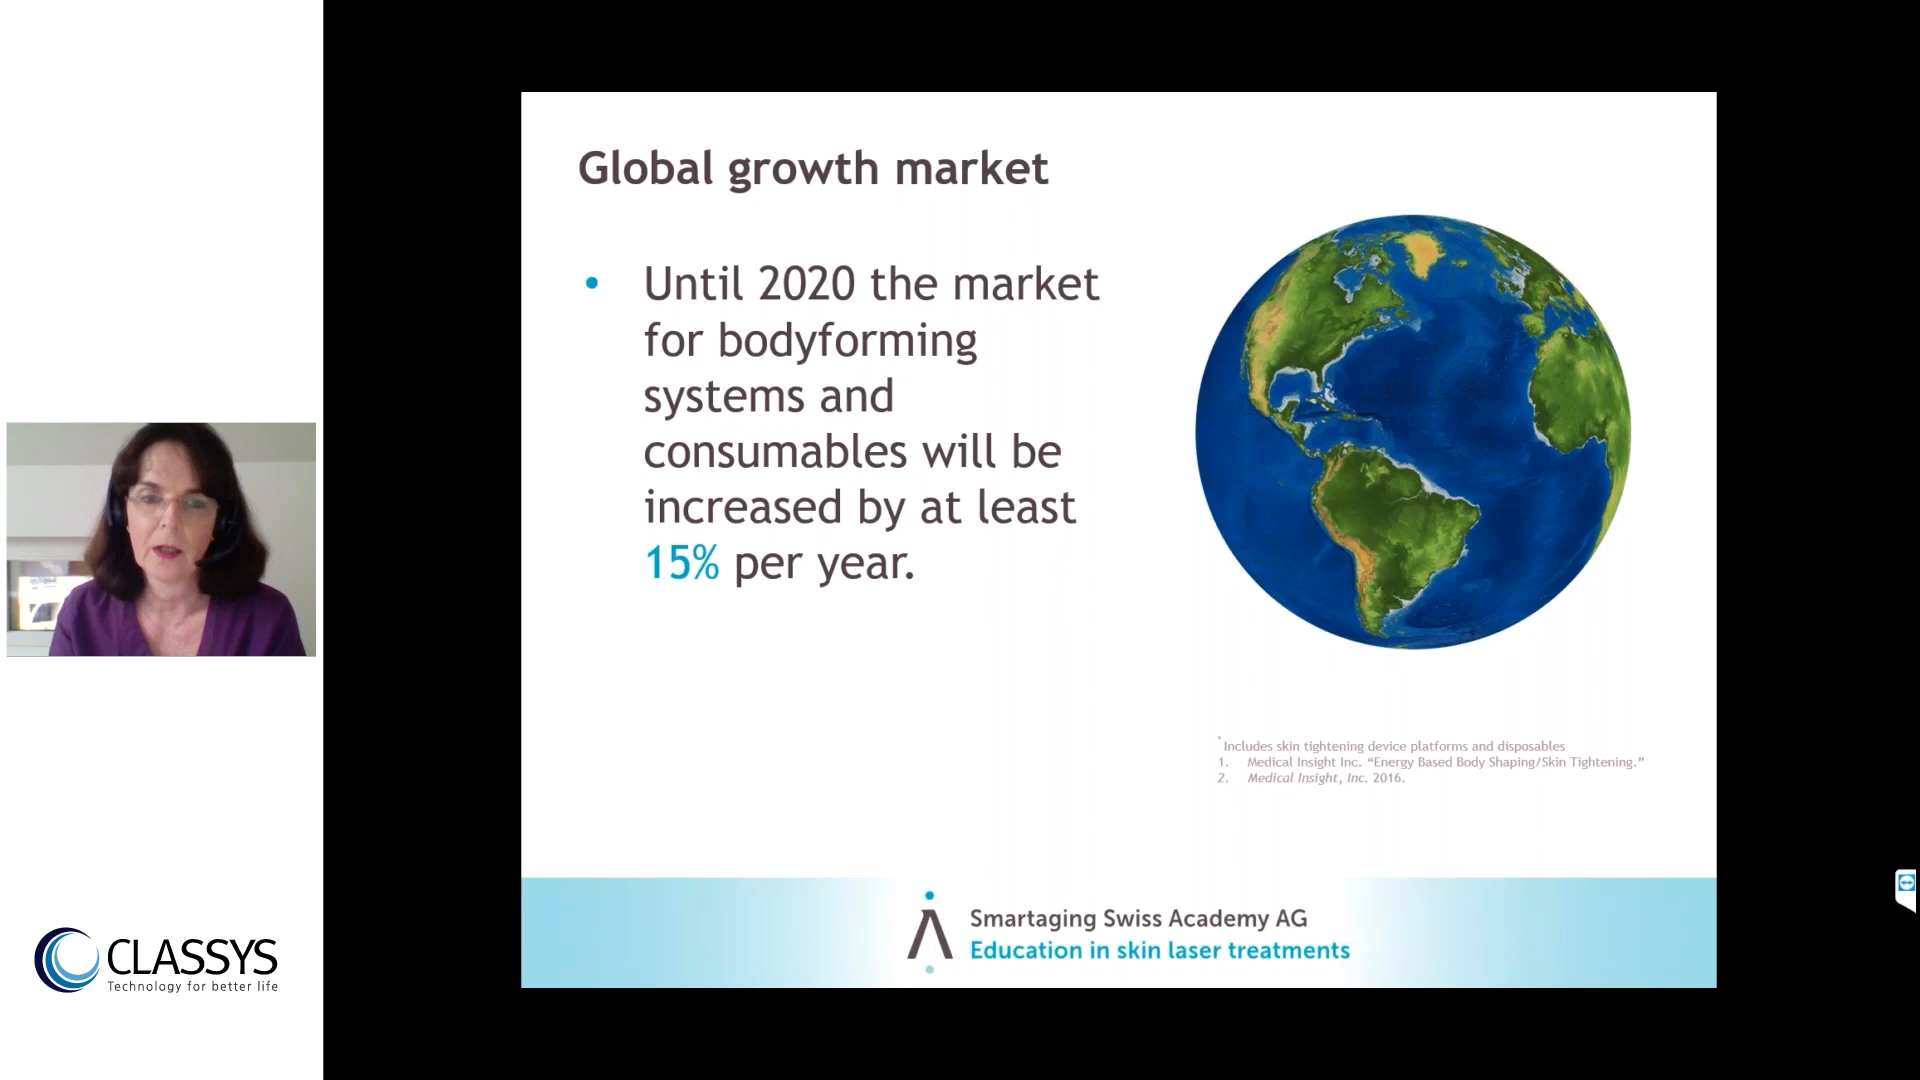 Global growth market
• Until 2020 the market
for bodyforming
systems and
consumables will be
increased by at least
15% per year.
* Includes skin tightening device platforms and disposables
1. Medical Insight Inc. “Energy Based Body Shaping/Skin Tightening.”
2. Medical Insight, Inc. 2016.
Smartaging Swiss Academy AG
Education in skin laser treatments
CLASSYS
Technology for better life